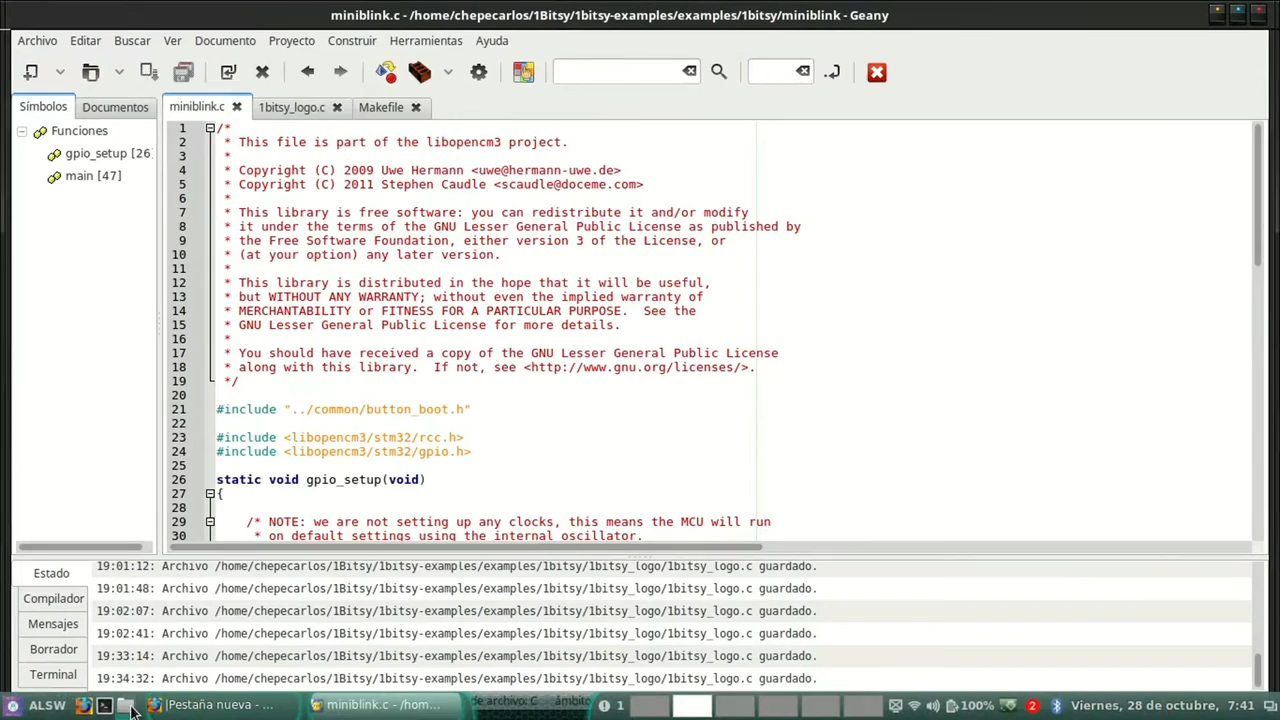 miniblink.c - /home/chepecarlos/1Bitsy/1bitsy-examples/examples/1bitsy/miniblink - Geany
Archivo Editar Buscar Ver Documento Proyecto Construir Herramientas Ayuda
Símbolos Documentos miniblink.c 1bitsy_logo.c Makefile
Funciones
gpio_setup [26]
main [47]
1 /*
2 * This file is part of the libopencm3 project.
3 *
4 * Copyright (C) 2009 Uwe Hermann <uwe@hermann-uwe.de>
5 * Copyright (C) 2011 Stephen Caudle <scaudle@doceme.com>
6 *
7 * This library is free software: you can redistribute it and/or modify
8 * it under the terms of the GNU Lesser General Public License as published by
9 * the Free Software Foundation, either version 3 of the License, or
10 * (at your option) any later version.
11 *
12 * This library is distributed in the hope that it will be useful,
13 * but WITHOUT ANY WARRANTY; without even the implied warranty of
14 * MERCHANTABILITY or FITNESS FOR A PARTICULAR PURPOSE.  See the
15 * GNU Lesser General Public License for more details.
16 *
17 * You should have received a copy of the GNU Lesser General Public License
18 * along with this library.  If not, see <http://www.gnu.org/licenses/>.
19 */
20
21 #include "../common/button_boot.h"
22
23 #include <libopencm3/stm32/rcc.h>
24 #include <libopencm3/stm32/gpio.h>
25
26 static void gpio_setup(void)
27 {
28
29 /* NOTE: we are not setting up any clocks, this means the MCU will run
30 * on default settings using the internal oscillator.
Estado
Compilador
Mensajes
Borrador
Terminal
19:01:12: Archivo /home/chepecarlos/1Bitsy/1bitsy-examples/examples/1bitsy/1bitsy_logo/1bitsy_logo.c guardado.
19:01:48: Archivo /home/chepecarlos/1Bitsy/1bitsy-examples/examples/1bitsy/1bitsy_logo/1bitsy_logo.c guardado.
19:02:07: Archivo /home/chepecarlos/1Bitsy/1bitsy-examples/examples/1bitsy/1bitsy_logo/1bitsy_logo.c guardado.
19:02:41: Archivo /home/chepecarlos/1Bitsy/1bitsy-examples/examples/1bitsy/1bitsy_logo/1bitsy_logo.c guardado.
19:33:14: Archivo /home/chepecarlos/1Bitsy/1bitsy-examples/examples/1bitsy/1bitsy_logo/1bitsy_logo.c guardado.
19:34:32: Archivo /home/chepecarlos/1Bitsy/1bitsy-examples/examples/1bitsy/1bitsy_logo/1bitsy_logo.c guardado.
ALSW [Pestaña nueva - ... miniblink.c - /hom... de archivo: C ámbito 1 100% 2 Viernes, 28 de octubre, 7:41